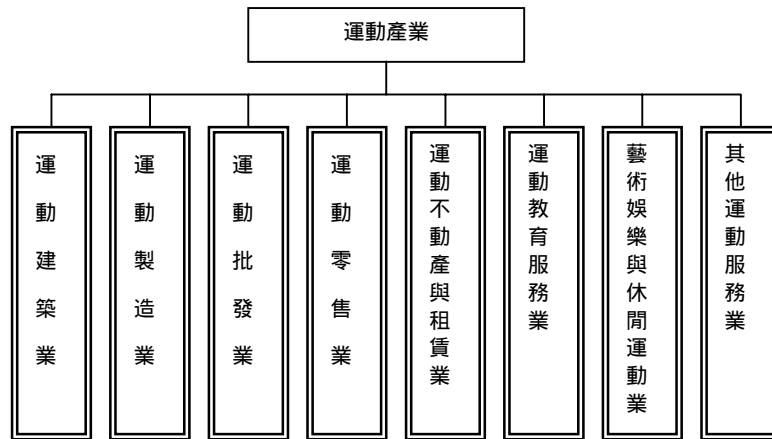 運動產業
運動建築業
運動製造業
運動批發業
運動零售業
運動不動產與租賃業
運動教育服務業
藝術娛樂與休閒運動業
其他運動服務業